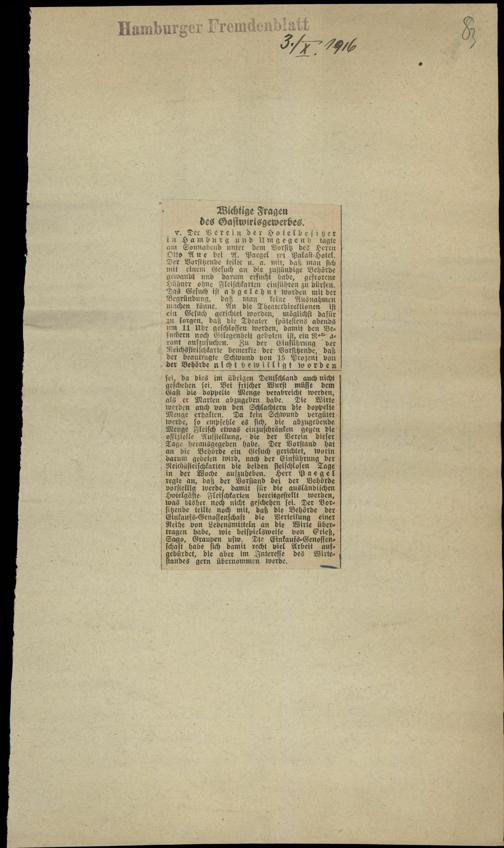 Hamburger Fremdenblatt
3./X. 1916
Wichtige Fragen
des Gastwirtsgewerbes.
v. Der Verein der Hotelbesitzer
in Hamburg und Umgegend tagte
am Sonnabend unter dem Vorsitz des Herrn
Otto Aue bei A. Paegel im Palast-Hotel.
Der Vorsitzende teilte u. a. mit, daß man sich
mit einem Gesuch an die zuständige Behörde
gewandt und darum ersucht habe, gefrorene
Hühner ohne Fleischkarten einführen zu dürfen.
Das Gesuch ist abgelehnt worden mit der
Begründung, daß man keine Ausnahmen
machen könne. An die Theaterdirektionen ist
ein Gesuch gerichtet worden, möglichst dafür
zu sorgen, daß die Theater spätestens abends
um 11 Uhr geschlossen werden, damit den Be-
suchern noch Gelegenheit geboten ist, ein
rant aufzusuchen. Zu der Einführung der
Reichsfleischkarte bemerkte der Vorsitzende, daß
der beantragte Schwund von 15 Prozent von
der Behörde nicht bewilligt worden
sei, da dies im übrigen Deutschland auch nicht
geschehen sei. Bei frischer Wurst müsse dem
Gast die doppelte Menge verabreicht werden,
als er Marken abzugeben habe. Die Wirte
werden auch von den Schlachtern die doppelte
Menge erhalten. Da kein Schwund vergütet
werde, so empfehle es sich, die abzugebende
Menge Fleisch etwas einzuschränken gegen die
offizielle Aufstellung, die der Verein dieser
Tage herausgegeben habe. Der Vorstand hat
an die Behörde ein Gesuch gerichtet, worin
darum gebeten wird, nach der Einführung der
Reichsfleischkarten die beiden fleischlosen Tage
in der Woche aufzuheben. Herr Paegel
regte an, daß der Vorstand bei der Behörde
vorstellig werde, damit für die ausländischen
Hotelgäste Fleischkarten bereitgestellt werden,
was bisher noch nicht geschehen sei. Der Vor-
sitzende teilte noch mit, daß die Behörde der
Einkaufs-Genossenschaft die Verteilung einer
Reihe von Lebensmitteln an die Wirte über-
tragen habe, wie beispielsweise von Grieß,
Sago, Graupen usw. Die Einkaufs-Genossen-
schaft habe sich damit recht viel Arbeit auf-
gebürdet, die aber im Interesse des Wirte-
standes gern übernommen werde.